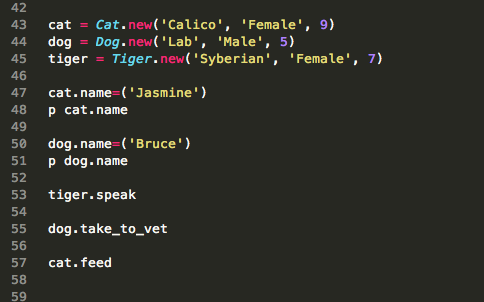 42
43 cat = Cat.new('Calico', 'Female', 9)
44 dog = Dog.new('Lab', 'Male', 5)
45 tiger = Tiger.new('Syberian', 'Female', 7)
46
47 cat.name=('Jasmine')
48 p cat.name
49
50 dog.name=('Bruce')
51 p dog.name
52
53 tiger.speak
54
55 dog.take_to_vet
56
57 cat.feed
58
59